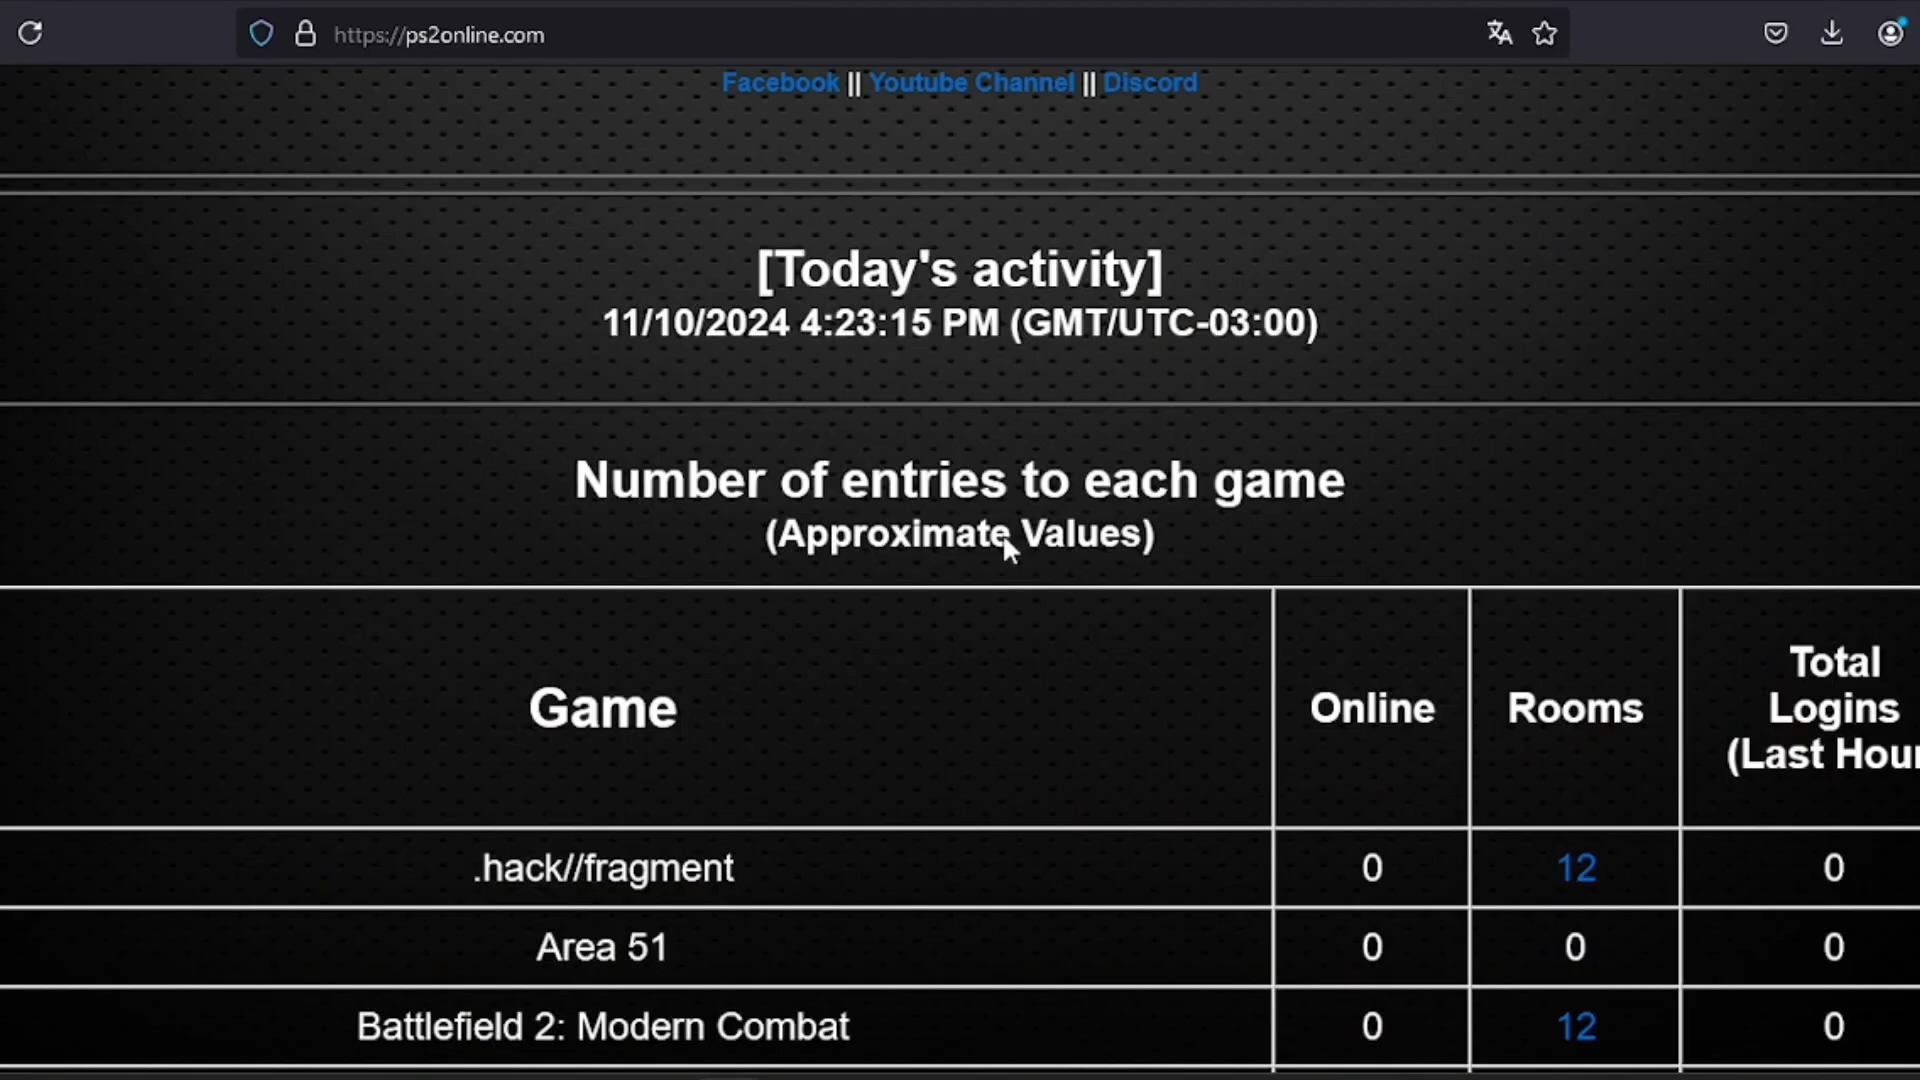 https://ps2online.com
Facebook || Youtube Channel || Discord
[Today's activity]
11/10/2024 4:23:15 PM (GMT/UTC-03:00)
Number of entries to each game
(Approximate Values)
Game Online Rooms Total Logins (Last Hour
.hack//fragment 0 12 0
Area 51 0 0 0
Battlefield 2: Modern Combat 0 12 0